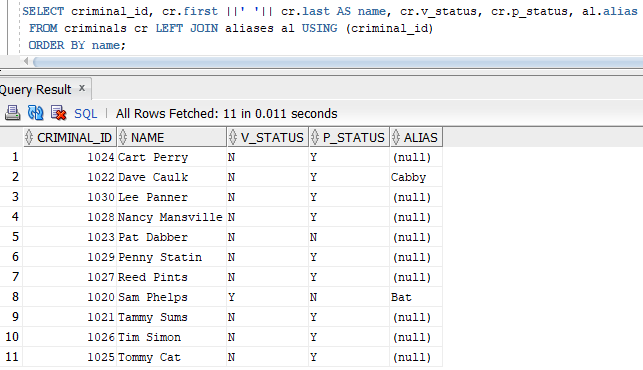 SELECT criminal_id, cr.first ||' '|| cr.last AS name, cr.v_status, cr.p_status, al.alias
FROM criminals cr LEFT JOIN aliases al USING (criminal_id)
ORDER BY name;
Query Result x
SQL | All Rows Fetched: 11 in 0.011 seconds
CRIMINAL_ID NAME V_STATUS P_STATUS ALIAS
1 1024 Cart Perry N Y (null)
2 1022 Dave Caulk N Y Cabby
3 1030 Lee Panner N Y (null)
4 1028 Nancy Mansville N Y (null)
5 1023 Pat Dabber N N (null)
6 1029 Penny Statin N Y (null)
7 1027 Reed Pints N Y (null)
8 1020 Sam Phelps Y N Bat
9 1021 Tammy Sums N Y (null)
10 1026 Tim Simon N Y (null)
11 1025 Tommy Cat N Y (null)